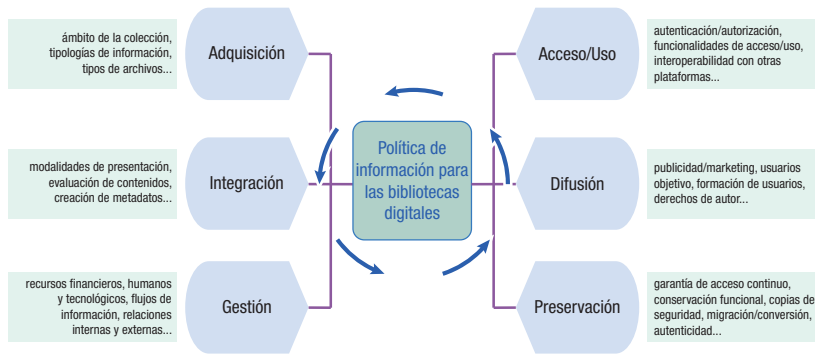 ámbito de la colección,
tipologías de información,
tipos de archivos...
Adquisición
modalidades de presentación,
evaluación de contenidos,
creación de metadatos...
Integración
recursos financieros, humanos
y tecnológicos, flujos de
información, relaciones
internas y externas...
Gestión
Política de
información para
las bibliotecas
digitales
Acceso/Uso
autenticación/autorización,
funcionalidades de acceso/uso,
interoperabilidad con otras
plataformas...
Difusión
publicidad/marketing, usuarios
objetivo, formación de usuarios,
derechos de autor...
Preservación
garantía de acceso continuo,
conservación funcional, copias de
seguridad, migración/conversión,
autenticidad...